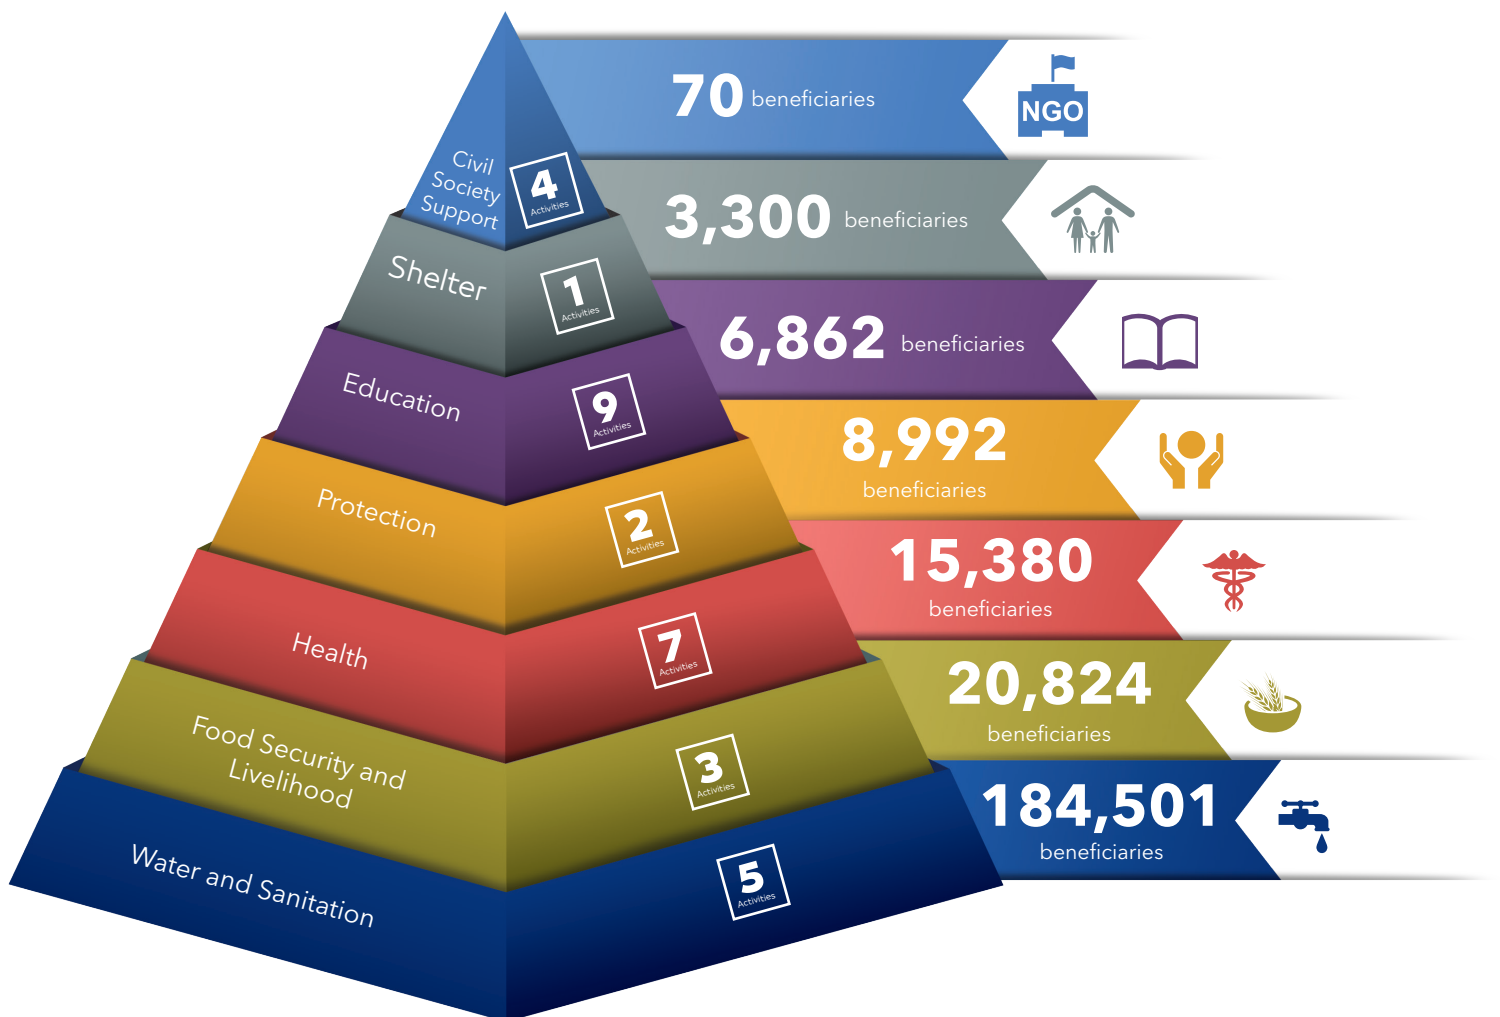 70 beneficiaries
NGO
Civil
Society
Support
4
Activities
3,300 beneficiaries
Shelter
1
Activities
6,862 beneficiaries
Education
9
Activities
8,992
beneficiaries
Protection
2
Activities
15,380
beneficiaries
Health
7
Activities
20,824
beneficiaries
Food Security and
Livelihood
3
Activities
184,501
beneficiaries
Water and Sanitation
5
Activities